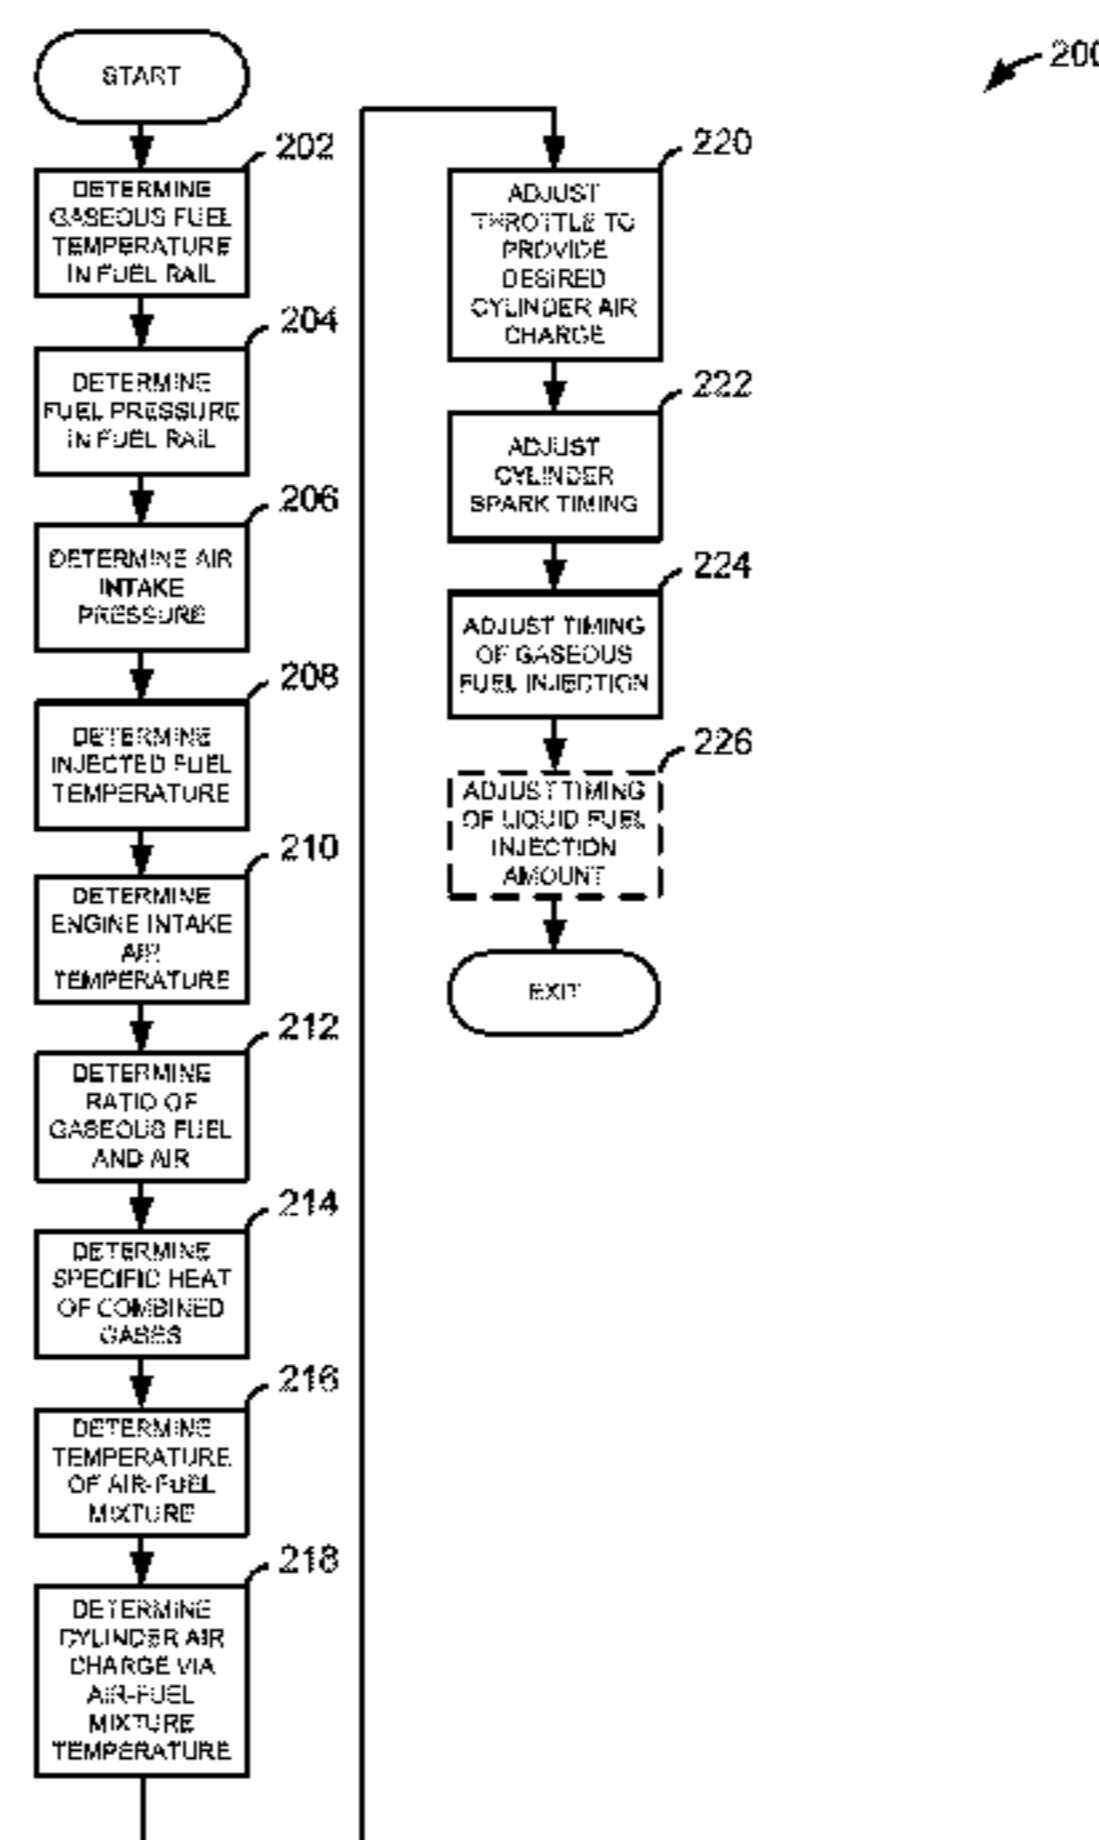 START
202
DETERMINE
GASEOUS FUEL
TEMPERATURE
IN FUEL RAIL
204
DETERMINE
FUEL PRESSURE
IN FUEL RAIL
206
DETERMINE AIR
INTAKE
PRESSURE
208
DETERMINE
INJECTED FUEL
TEMPERATURE
210
DETERMINE
ENGINE INTAKE
AIR
TEMPERATURE
212
DETERMINE
RATIO OF
GASEOUS FUEL
AND AIR
214
DETERMINE
SPECIFIC HEAT
OF COMBINED
GASES
216
DETERMINE
TEMPERATURE
OF AIR-FUEL
MIXTURE
218
DETERMINE
CYLINDER AIR
CHARGE VIA
AIR-FUEL
MIXTURE
TEMPERATURE
200
220
ADJUST
THROTTLE TO
PROVIDE
DESIRED
CYLINDER AIR
CHARGE
222
ADJUST
CYLINDER
SPARK TIMING
224
ADJUST TIMING
OF GASEOUS
FUEL INJECTION
226
ADJUST TIMING
OF LIQUID FUEL
INJECTION
AMOUNT
EXIT